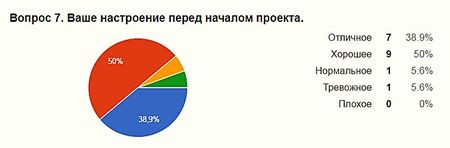 Вопрос 7. Ваше настроение перед началом проекта.
Отличное 7 38.9%
Хорошее 9 50%
Нормальное 1 5.6%
Тревожное 1 5.6%
Плохое 0 0%
50%
38,9%